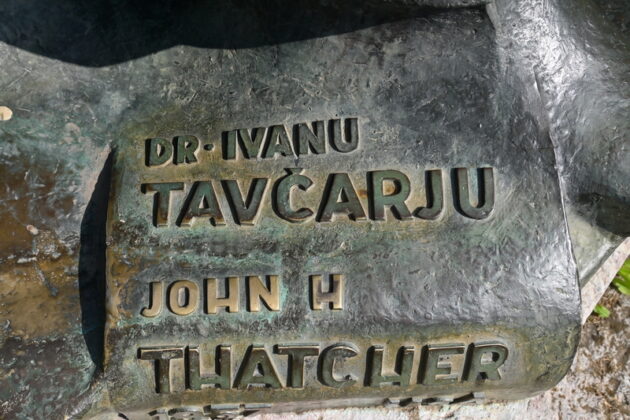 DR · IVANU
TAVČARJU
JOHN H
THATCHER